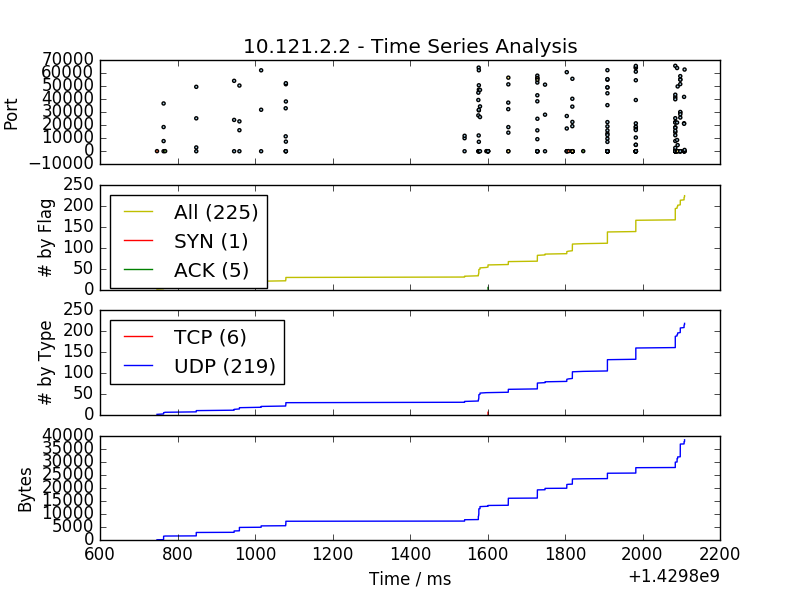 10.121.2.2 - Time Series Analysis
70000
60000
50000
40000
30000
20000
10000
0
−10000
Port
250
200
150
100
50
0
# by Flag
All (225)
SYN (1)
ACK (5)
250
200
150
100
50
0
# by Type
TCP (6)
UDP (219)
40000
35000
30000
25000
20000
15000
10000
5000
0
Bytes
600 800 1000 1200 1400 1600 1800 2000 2200
Time / ms
+1.4298e9